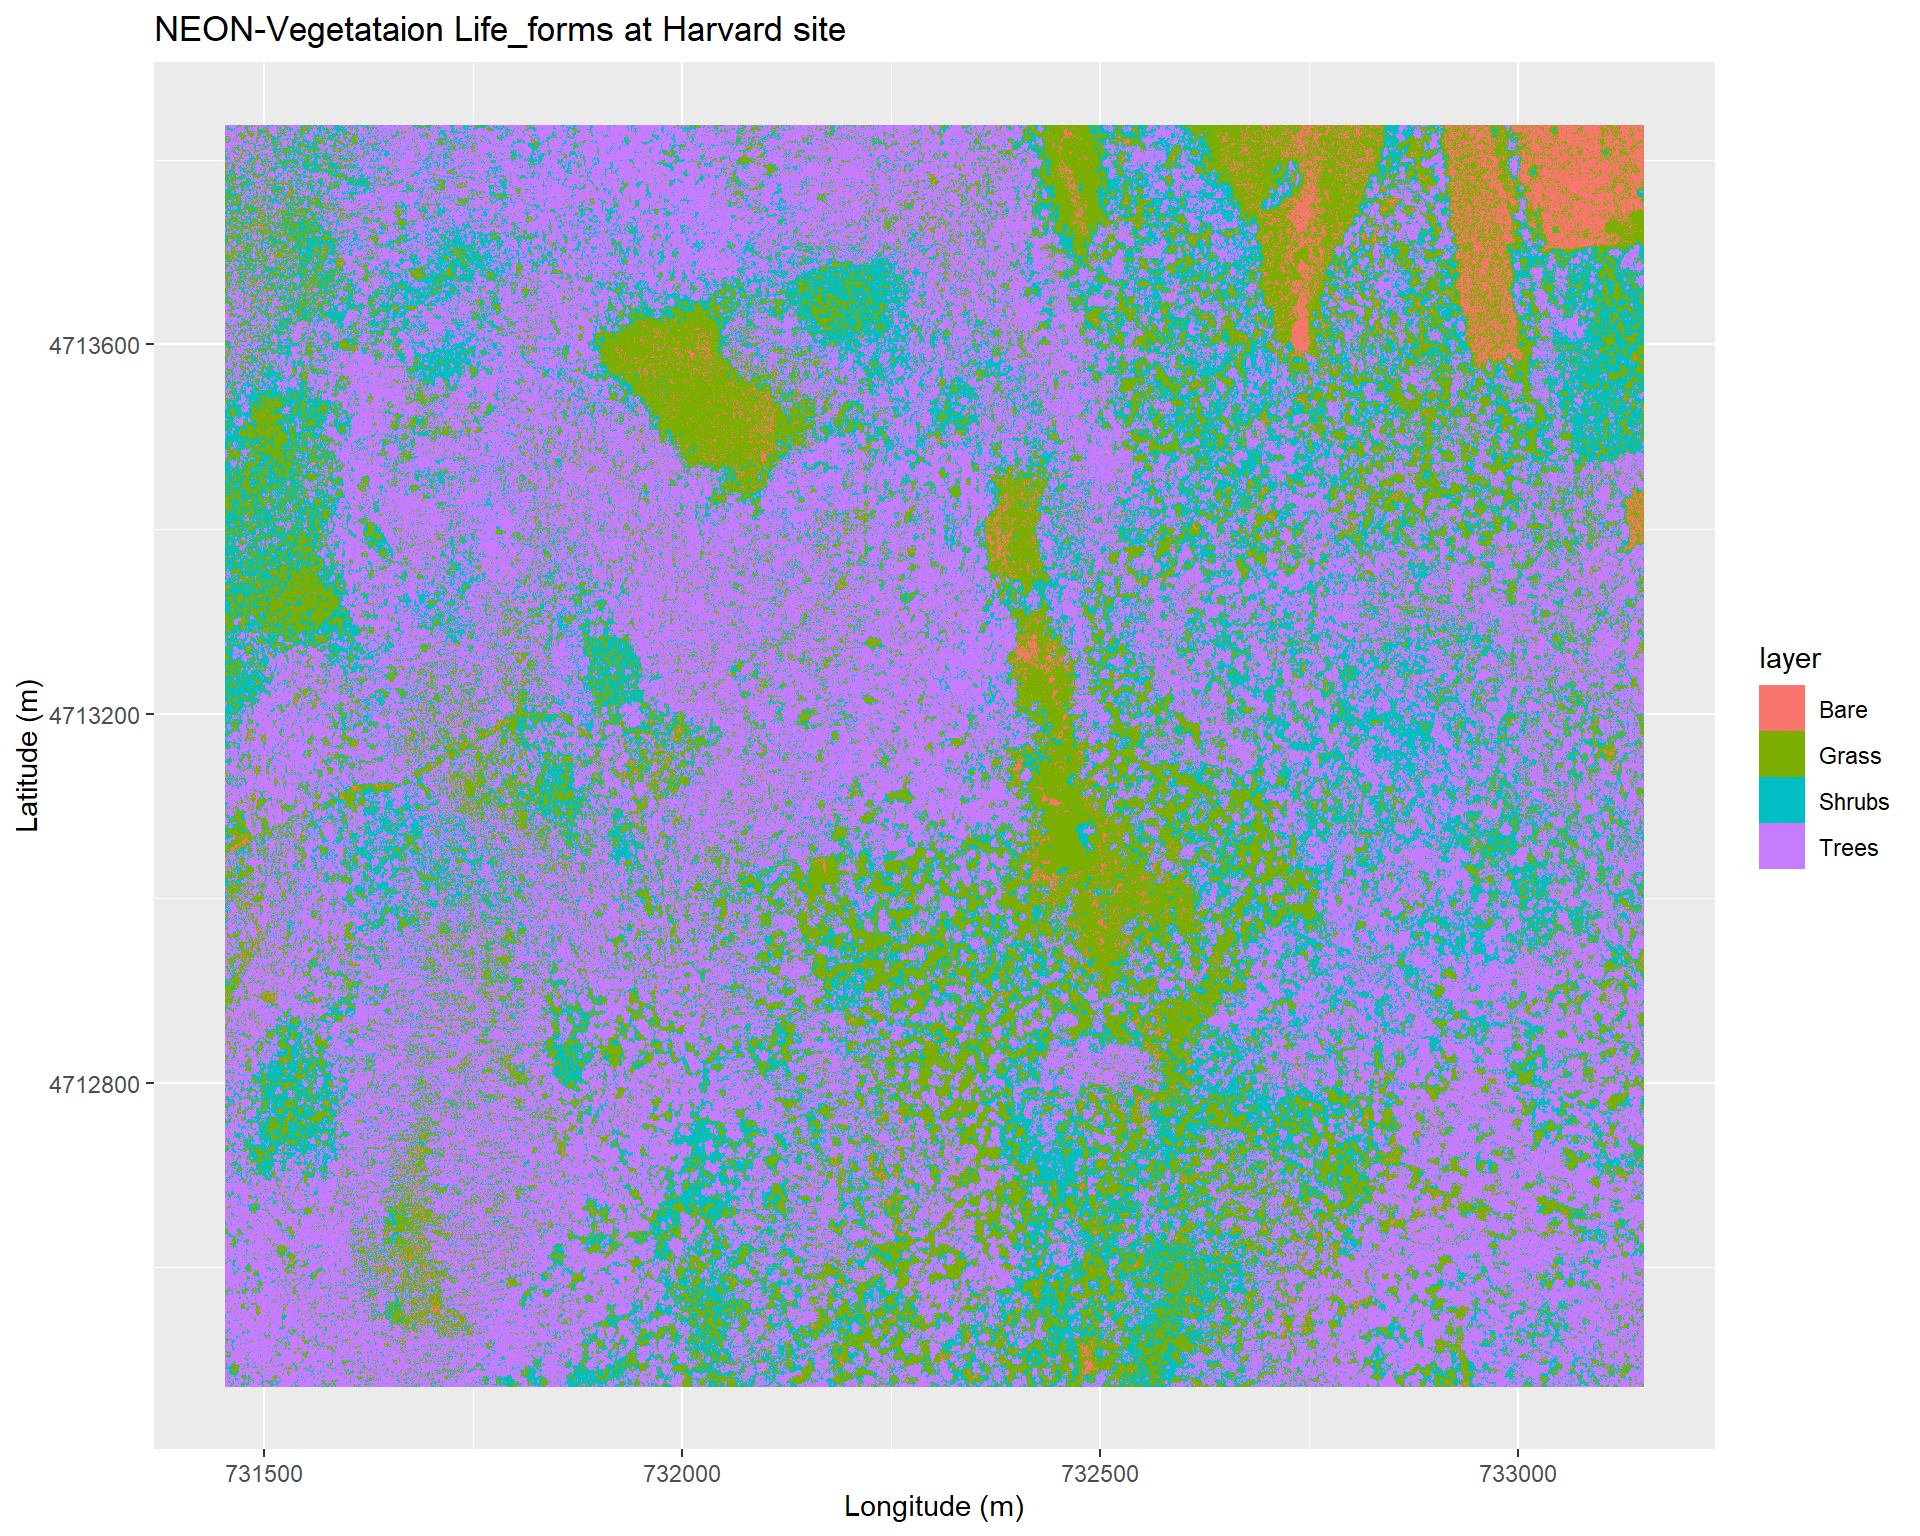 NEON-Vegetataion Life_forms at Harvard site
4713600
4713200
4712800
Latitude (m)
731500
732000
732500
733000
Longitude (m)
layer
Bare
Grass
Shrubs
Trees